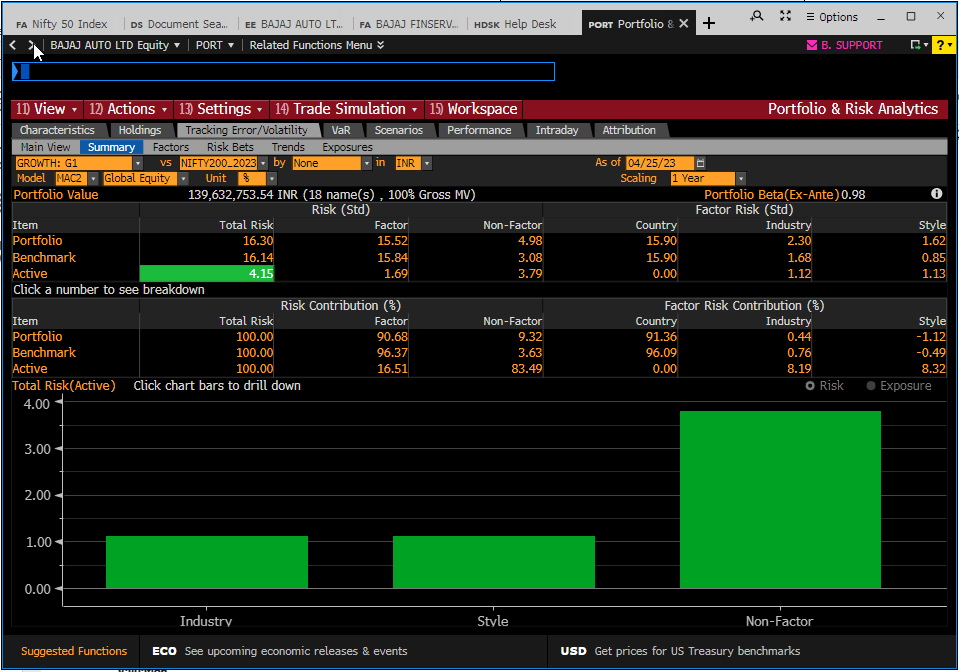 FA Nifty 50 Index DS Document Sea... EE BAJAJ AUTO LT... FA BAJAJ FINSERV... HDSK Help Desk PORT Portfolio & Options
BAJAJ AUTO LTD Equity PORT Related Functions Menu B. SUPPORT ?
11) View 12) Actions 13) Settings 14) Trade Simulation 15) Workspace Portfolio & Risk Analytics
Characteristics Holdings Tracking Error/Volatility VaR Scenarios Performance Intraday Attribution
Main View Summary Factors Risk Bets Trends Exposures
GROWTH: G1 vs NIFTY200_2023 by None in INR As of 04/25/23
Model MAC2 Global Equity Unit % Scaling 1 Year
Portfolio Value 139,632,753.54 INR (18 name(s) , 100% Gross MV) Portfolio Beta(Ex-Ante) 0.98
Risk (Std) Factor Risk (Std)
Item Total Risk Factor Non-Factor Country Industry Style
Portfolio 16.30 15.52 4.98 15.90 2.30 1.62
Benchmark 16.14 15.84 3.08 15.90 1.68 0.85
Active 4.15 1.69 3.79 0.00 1.12 1.13
Click a number to see breakdown
Risk Contribution (%) Factor Risk Contribution (%)
Item Total Risk Factor Non-Factor Country Industry Style
Portfolio 100.00 90.68 9.32 91.36 0.44 -1.12
Benchmark 100.00 96.37 3.63 96.09 0.76 -0.49
Active 100.00 16.51 83.49 0.00 8.19 8.32
Total Risk(Active) Click chart bars to drill down Risk Exposure
4.00
3.00
2.00
1.00
0.00
Industry Style Non-Factor
Suggested Functions ECO See upcoming economic releases & events USD Get prices for US Treasury benchmarks